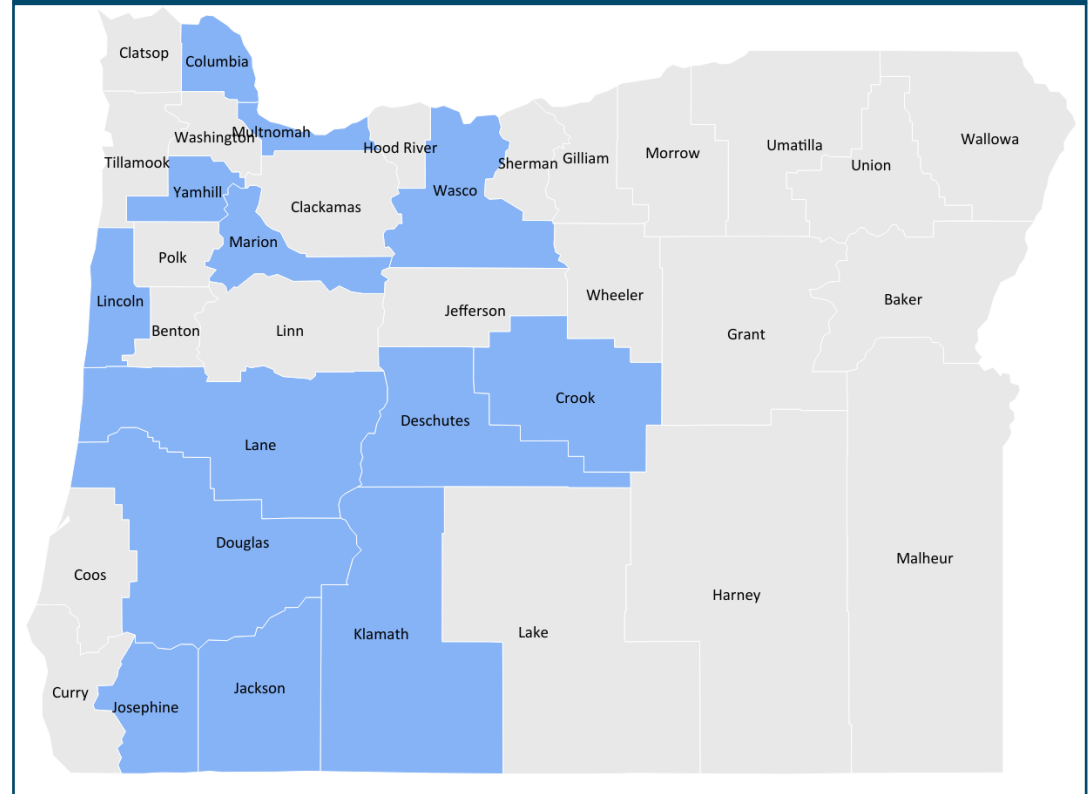 Clatsop
Columbia
Multnomah
Washington
Hood River
Tillamook
Yamhill
Clackamas
Wasco
Sherman
Gilliam
Morrow
Umatilla
Union
Wallowa
Marion
Polk
Lincoln
Benton
Linn
Jefferson
Wheeler
Grant
Baker
Crook
Deschutes
Lane
Douglas
Coos
Curry
Josephine
Jackson
Klamath
Lake
Harney
Malheur